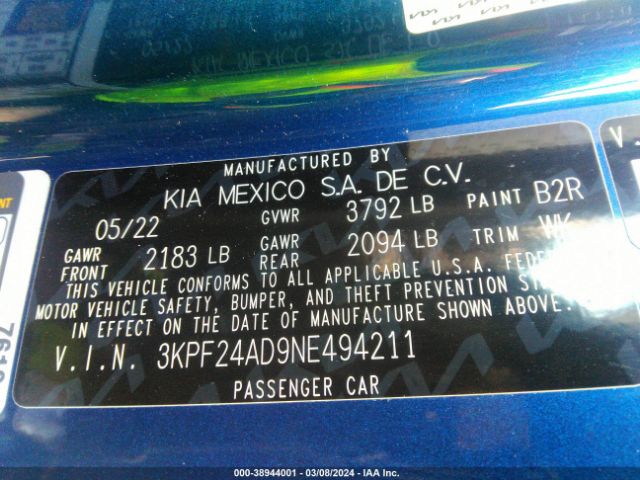 MANUFACTURED BY
KIA MEXICO S.A. DE C.V.
05/22 GVWR 3792 LB PAINT B2R
GAWR FRONT 2183 LB GAWR REAR 2094 LB TRIM WK
THIS VEHICLE CONFORMS TO ALL APPLICABLE U.S.A.
MOTOR VEHICLE SAFETY, BUMPER, AND THEFT PREVENTION
IN EFFECT ON THE DATE OF MANUFACTURE SHOWN ABOVE.
V.I.N. 3KPF24AD9NE494211
PASSENGER CAR
000-38944001 | 03/08/2024 | IAA Inc.